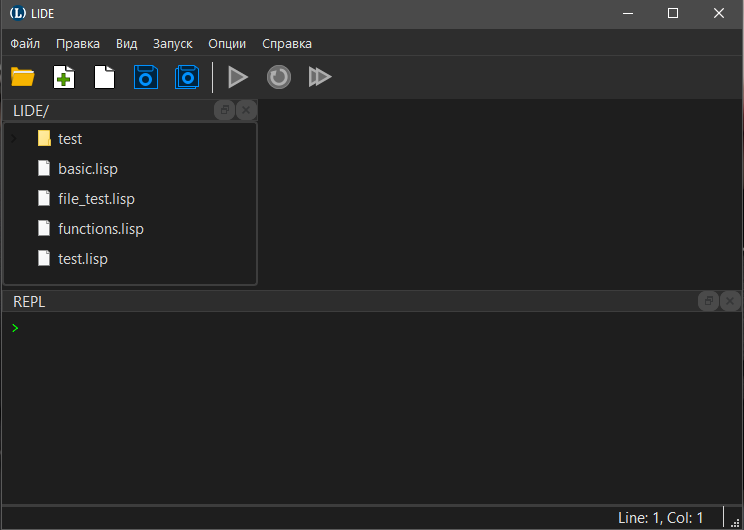 (L) LIDE
Файл Правка Вид Запуск Опции Справка
LIDE/
test
basic.lisp
file_test.lisp
functions.lisp
test.lisp
REPL
>
Line: 1, Col: 1